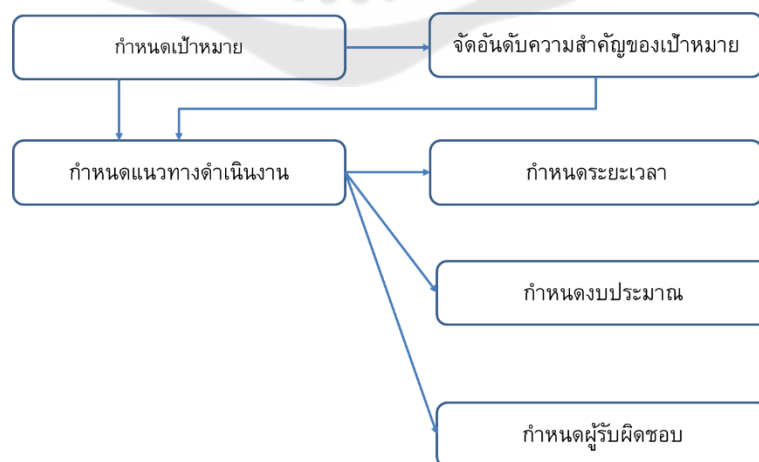 กำหนดเป้าหมาย
จัดอันดับความสำคัญของเป้าหมาย
กำหนดแนวทางดำเนินงาน
กำหนดระยะเวลา
กำหนดงบประมาณ
กำหนดผู้รับผิดชอบ